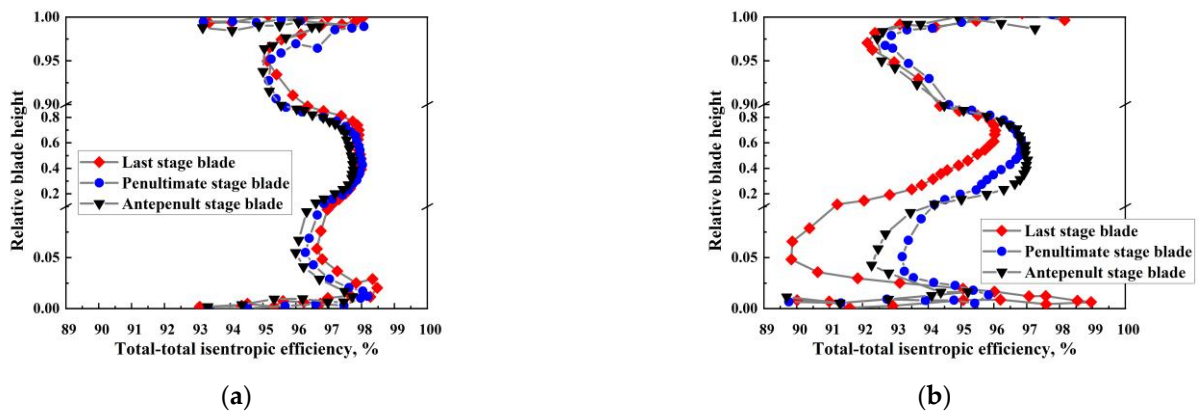 1.00
0.95
0.90
0.8
0.6
0.4
0.2
0.05
0.00
Relative blade height
Last stage blade
Penultimate stage blade
Antepenult stage blade
89 90 91 92 93 94 95 96 97 98 99 100
Total-total isentropic efficiency, %
(a)
1.00
0.95
0.90
0.8
0.6
0.4
0.2
0.05
0.00
Relative blade height
Last stage blade
Penultimate stage blade
Antepenult stage blade
89 90 91 92 93 94 95 96 97 98 99 100
Total-total isentropic efficiency, %
(b)